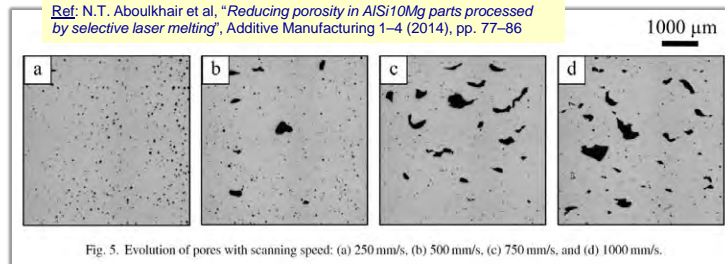 Ref: N.T. Aboulkhair et al, “Reducing porosity in AlSi10Mg parts processed
by selective laser melting”, Additive Manufacturing 1–4 (2014), pp. 77–86
1000 µm
a b c d
Fig. 5. Evolution of pores with scanning speed: (a) 250 mm/s, (b) 500 mm/s, (c) 750 mm/s, and (d) 1000 mm/s.